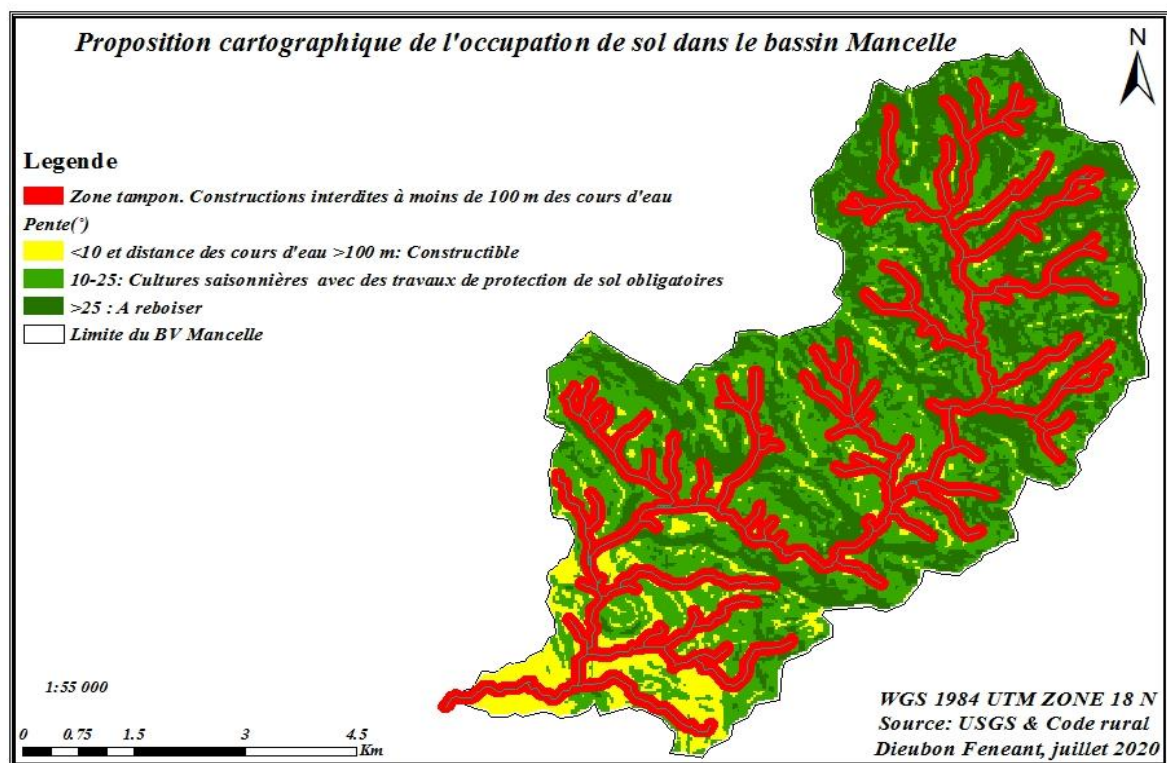 Proposition cartographique de l'occupation de sol dans le bassin Mancelle
N
Legende
Zone tampon. Constructions interdites à moins de 100 m des cours d'eau
Pente(°)
<10 et distance des cours d'eau >100 m: Constructible
10-25: Cultures saisonnières avec des travaux de protection de sol obligatoires
>25 : A reboiser
Limite du BV Mancelle
1:55 000
0 0.75 1.5 3 4.5
Km
WGS 1984 UTM ZONE 18 N
Source: USGS & Code rural
Dieubon Feneant, juillet 2020